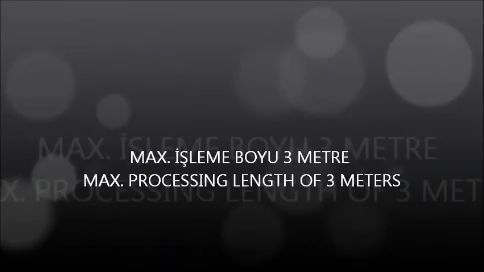 MAX. İŞLEME BOYU 3 METRE
MAX. PROCESSING LENGTH OF 3 METERS